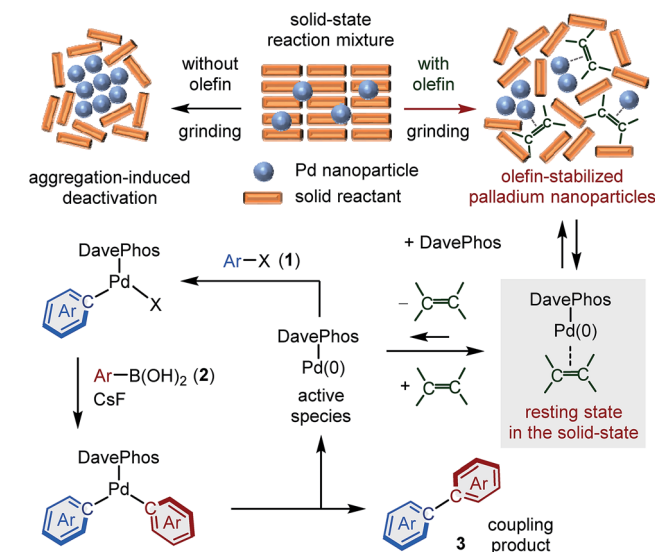 solid-state
reaction mixture
without
olefin
grinding
with
olefin
grinding
aggregation-induced
deactivation
Pd nanoparticle
solid reactant
C=C
C=C
C=C
olefin-stabilized
palladium nanoparticles
+ DavePhos
DavePhos
Pd
C
Ar
X
Ar–X (1)
– C=C
DavePhos
Pd(0)
active
species
+ C=C
DavePhos
Pd(0)
C=C
resting state
in the solid-state
Ar–B(OH)₂ (2)
CsF
DavePhos
Pd
C
C
Ar
Ar
Ar
Ar
3
coupling
product